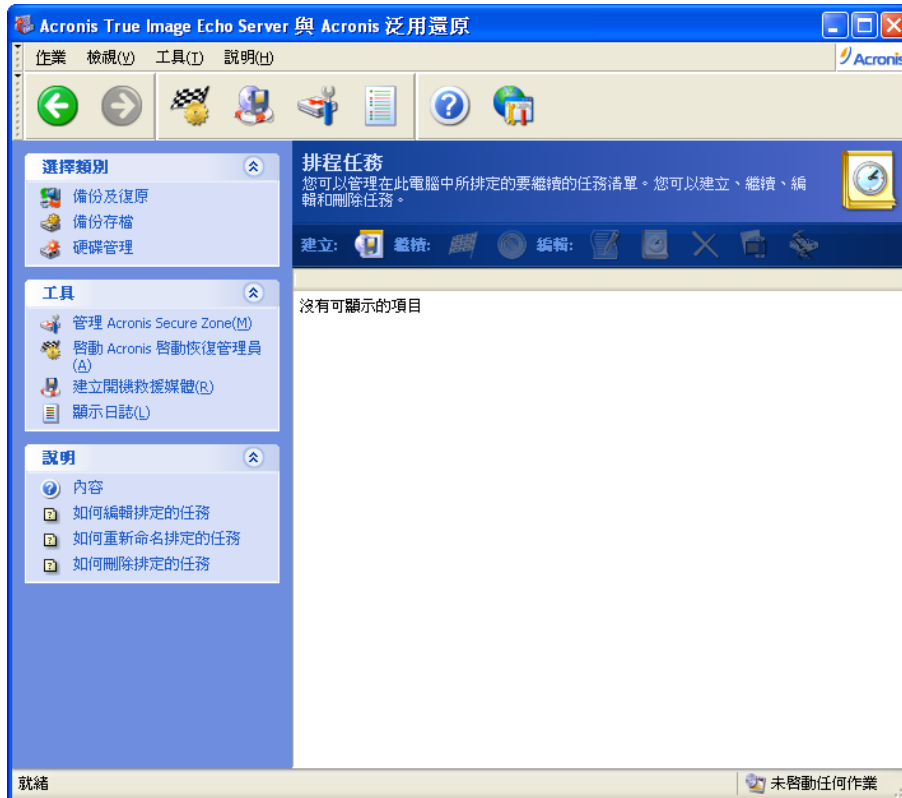 Acronis True Image Echo Server 與 Acronis 泛用還原
作業 檢視(V) 工具(T) 說明(H)
Acronis
選擇類別
備份及復原
備份存檔
硬碟管理
工具
管理 Acronis Secure Zone(M)
啓動 Acronis 啓動恢復管理員
(A)
建立開機救援媒體(R)
顯示日誌(L)
說明
內容
如何編輯排定的任務
如何重新命名排定的任務
如何刪除排定的任務
排程任務
您可以管理在此電腦中所排定的要繼續的任務清單。您可以建立、繼續、編
輯和刪除任務。
建立: 繼續: 編輯:
沒有可顯示的項目
就緒
未啓動任何作業